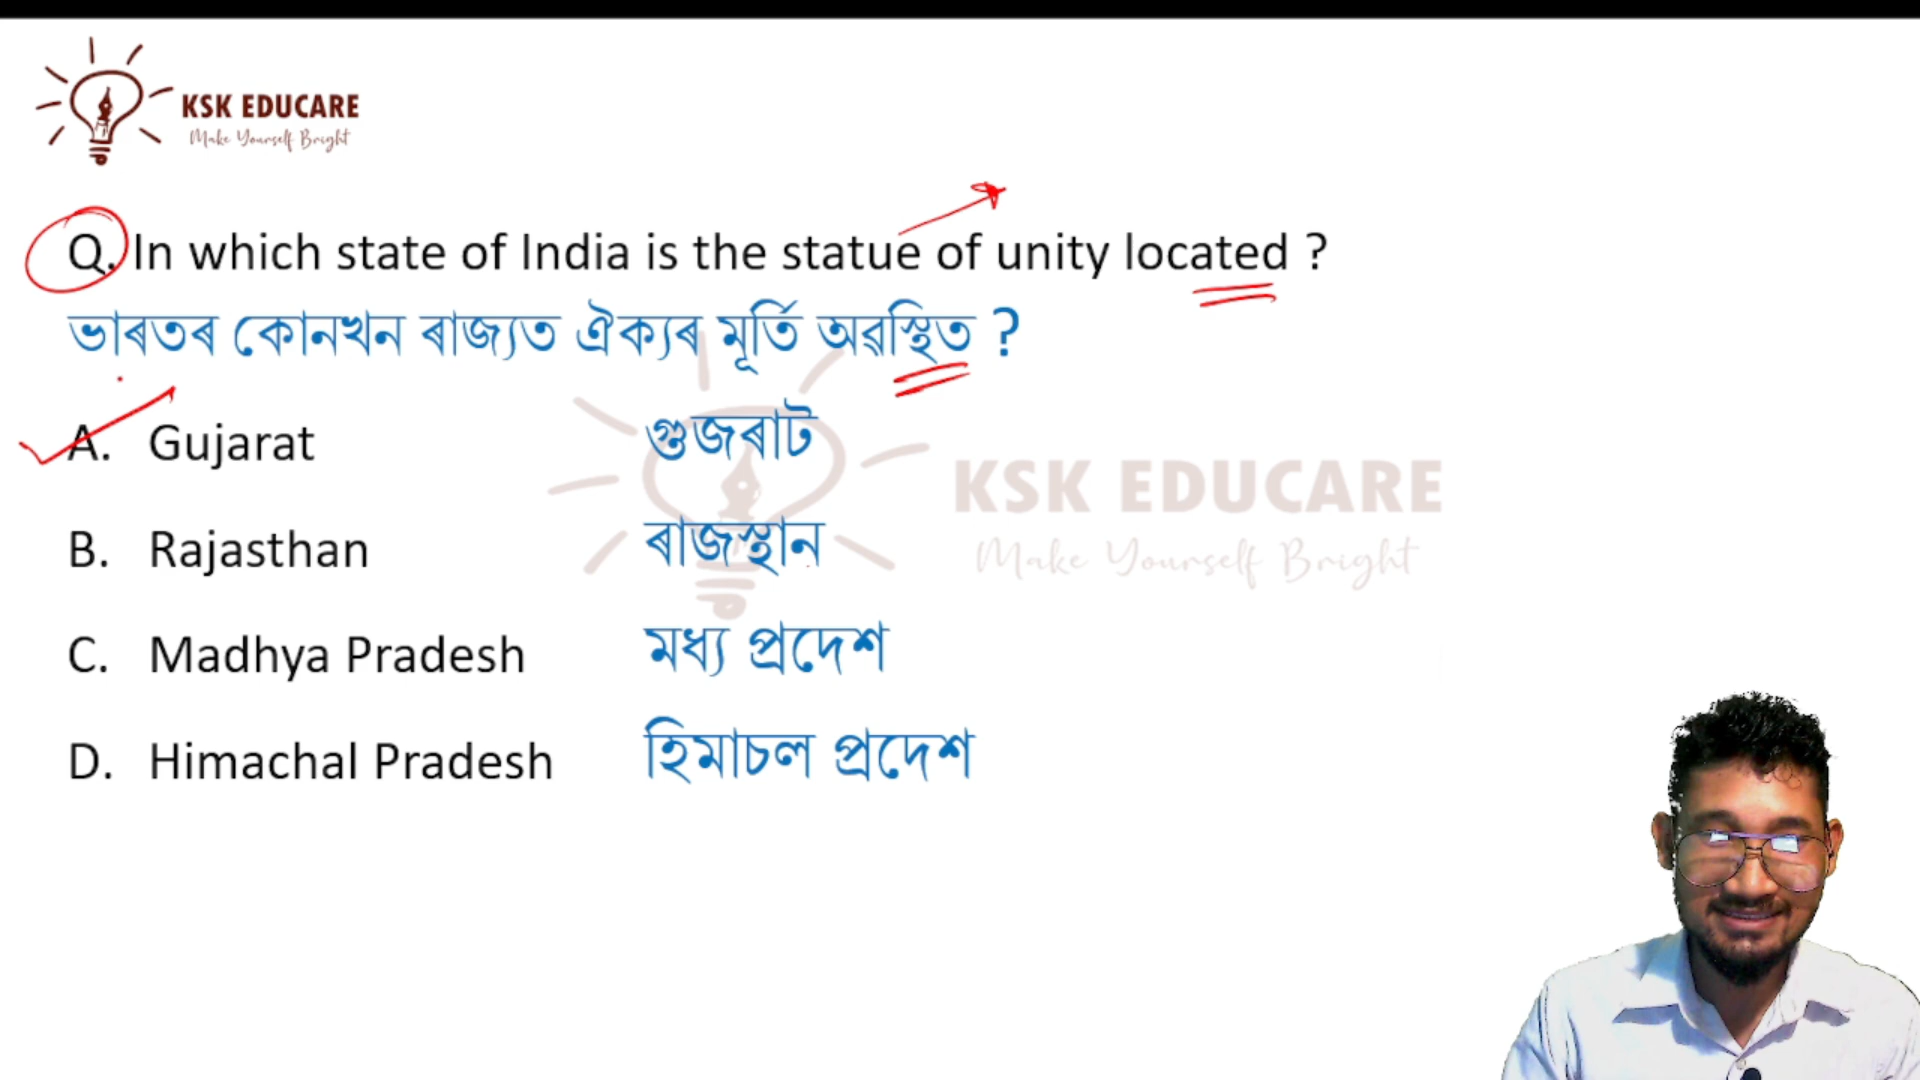 KSK EDUCARE
Make Yourself Bright
Q. In which state of India is the statue of unity located ?
ভাৰতৰ কোনখন ৰাজ্যত ঐক্যৰ মূৰ্তি অৱস্থিত ?
A. Gujarat গুজৰাট
B. Rajasthan ৰাজস্থান
C. Madhya Pradesh মধ্য প্ৰদেশ
D. Himachal Pradesh হিমাচল প্ৰদেশ
KSK EDUCARE
Make Yourself Bright